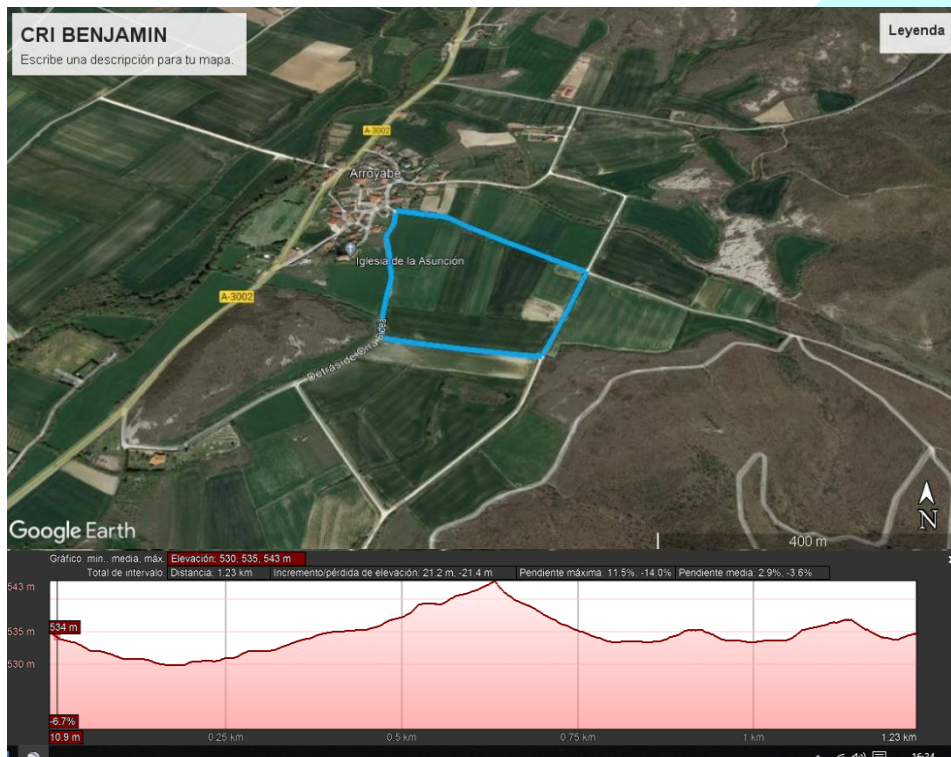 CRI BENJAMIN
Escribe una descripción para tu mapa.
Leyenda
A-3002
Arroyabe
Iglesia de la Asunción
A-3002
Detrás de Orra bidea
Google Earth
N
400 m
Gráfico: mín., media, máx. Elevación: 530, 535, 543 m
Total de intervalo: Distancia: 1.23 km Incremento/pérdida de elevación: 21.2 m, -21.4 m Pendiente máxima: 11.5%, -14.0% Pendiente media: 2.9%, -3.6%
543 m
534 m
535 m
530 m
-6.7%
10.9 m 0.25 km 0.5 km 0.75 km 1 km 1.23 km